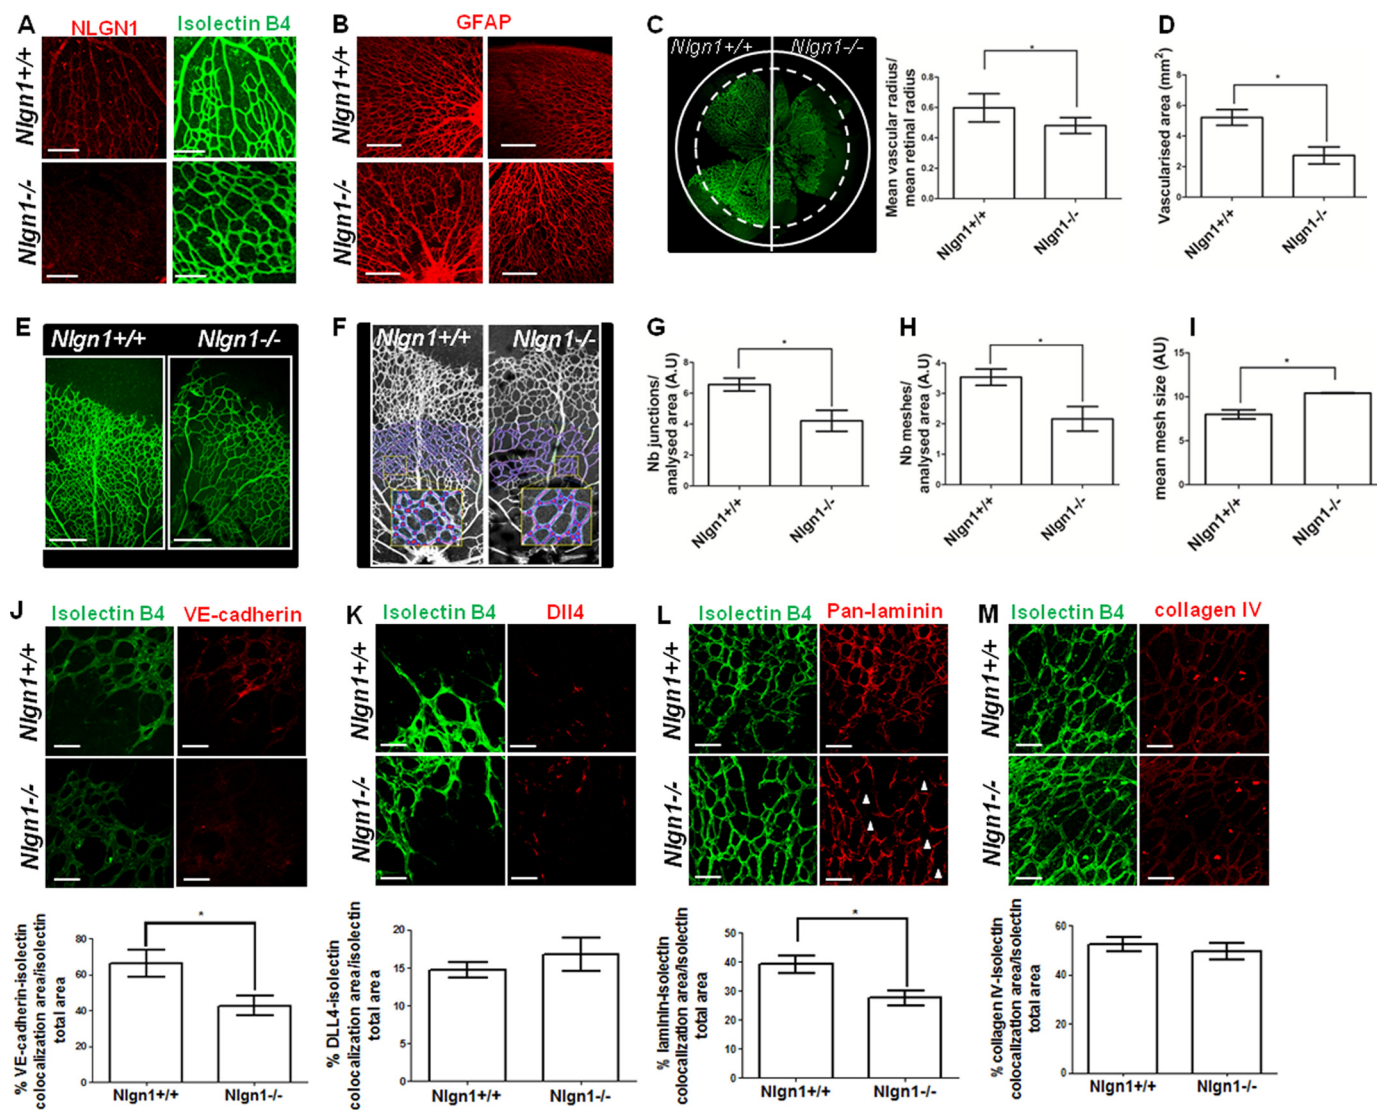 A
NLGN1
Isolectin B4
Nlgn1+/+
Nlgn1-/-
B
GFAP
Nlgn1+/+
Nlgn1-/-
C
Nlgn1+/+
Nlgn1-/-
Mean vascular radius/
mean retinal radius
0.8
0.6
0.4
0.2
0.0
*
Nlgn1+/+
Nlgn1-/-
D
Vascularised area (mm²)
8
6
4
2
0
*
Nlgn1+/+
Nlgn1-/-
E
Nlgn1+/+
Nlgn1-/-
F
Nlgn1+/+
Nlgn1-/-
G
Nb junctions/
analysed area (A.U)
8
6
4
2
0
*
Nlgn1+/+
Nlgn1-/-
H
Nb meshes/
analysed area (A.U)
4
3
2
1
0
*
Nlgn1+/+
Nlgn1-/-
I
mean mesh size (AU)
15
10
5
0
*
Nlgn1+/+
Nlgn1-/-
J
Isolectin B4
VE-cadherin
Nlgn1+/+
Nlgn1-/-
% VE-cadherin-isolectin
colocalization area/isolectin
total area
80
60
40
20
0
*
Nlgn1+/+
Nlgn1-/-
K
Isolectin B4
Dll4
Nlgn1+/+
Nlgn1-/-
% DLL4-isolectin
colocalization area/isolectin
total area
20
15
10
5
0
Nlgn1+/+
Nlgn1-/-
L
Isolectin B4
Pan-laminin
Nlgn1+/+
Nlgn1-/-
% laminin-isolectin
colocalization area/isolectin
total area
50
40
30
20
10
0
*
Nlgn1+/+
Nlgn1-/-
M
Isolectin B4
collagen IV
Nlgn1+/+
Nlgn1-/-
% collagen IV-isolectin
colocalization area/isolectin
total area
60
40
20
0
Nlgn1+/+
Nlgn1-/-